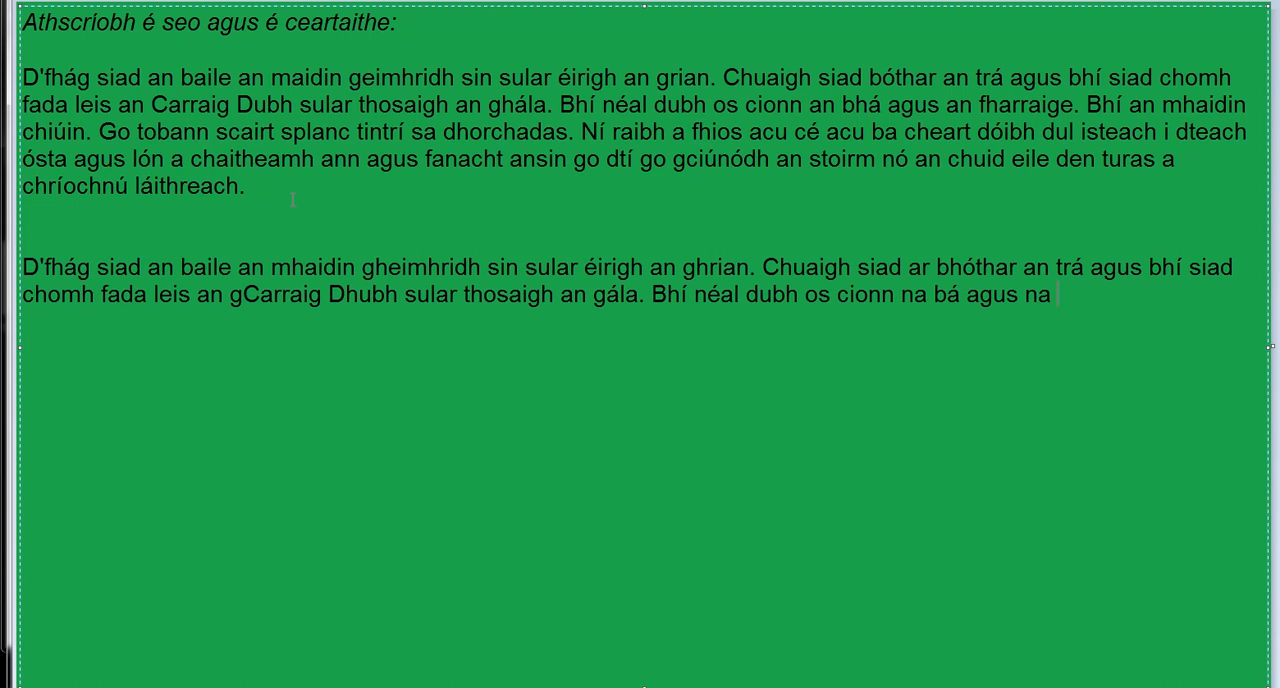 Athscríobh é seo agus é ceartaithe:
D'fhág siad an baile an maidin geimhridh sin sular éirigh an grian. Chuaigh siad bóthar an trá agus bhí siad chomh
fada leis an Carraig Dubh sular thosaigh an ghála. Bhí néal dubh os cionn an bhá agus an fharraige. Bhí an mhaidin
chiúin. Go tobann scairt splanc tintrí sa dhorchadas. Ní raibh a fhios acu cé acu ba cheart dóibh dul isteach i dteach
ósta agus lón a chaitheamh ann agus fanacht ansin go dtí go gciúnódh an stoirm nó an chuid eile den turas a
chríochnú láithreach.
D'fhág siad an baile an mhaidin gheimhridh sin sular éirigh an ghrian. Chuaigh siad ar bhóthar an trá agus bhí siad
chomh fada leis an gCarraig Dhubh sular thosaigh an gála. Bhí néal dubh os cionn na bá agus na